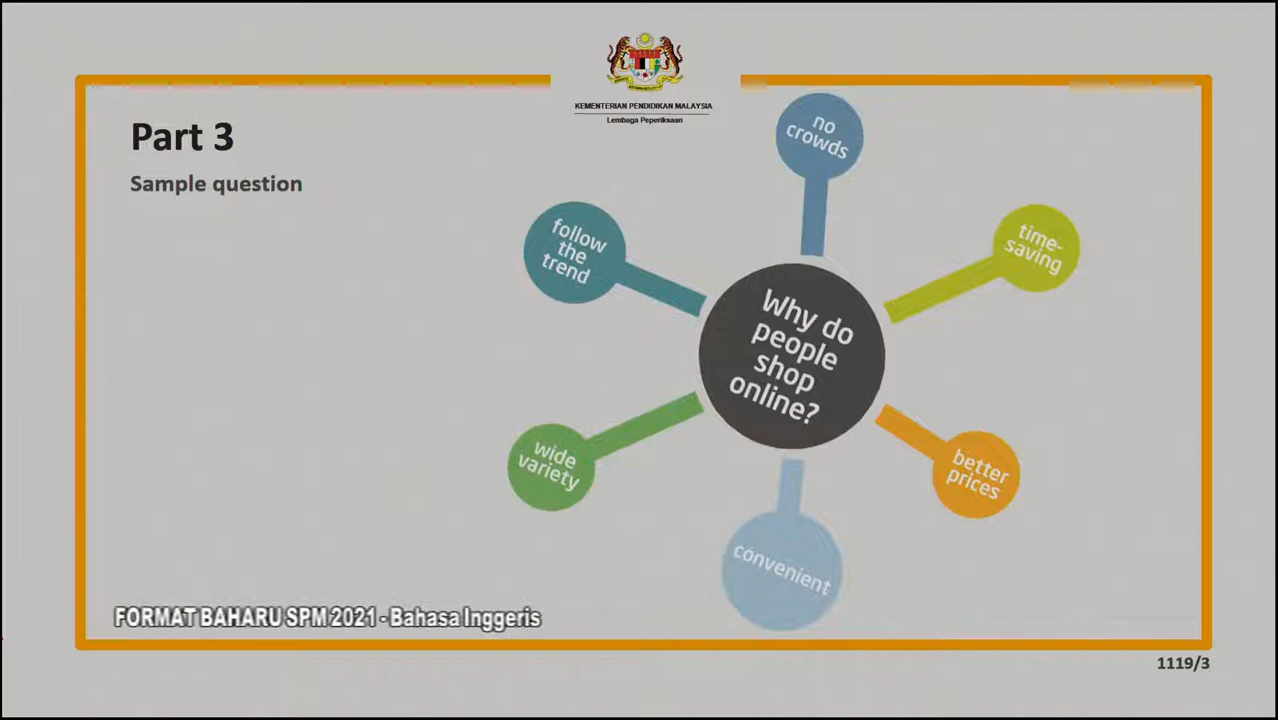 KEMENTERIAN PENDIDIKAN MALAYSIA
Lembaga Peperiksaan
Part 3
Sample question
no
crowds
time-
saving
better
prices
convenient
wide
variety
follow
the
trend
Why do
people
shop
online?
FORMAT BAHARU SPM 2021 - Bahasa Inggeris
1119/3